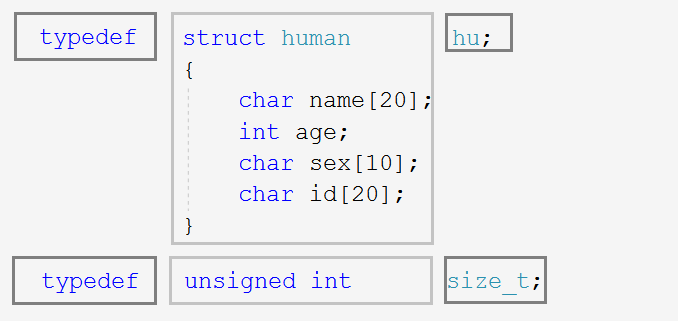 typedef struct human hu;
{
char name[20];
int age;
char sex[10];
char id[20];
}
typedef unsigned int size_t;